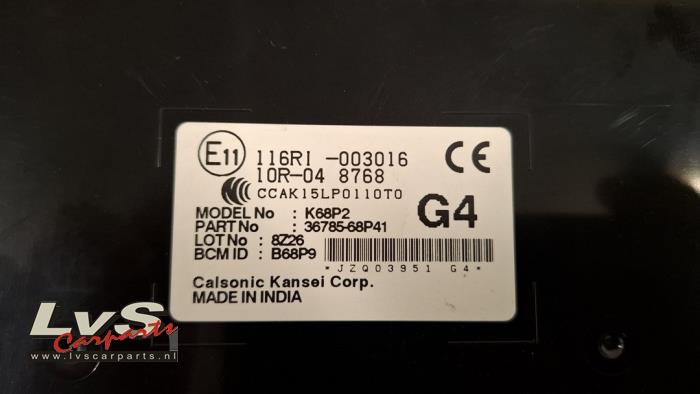 E11 116RI -003016
10R-04 8768
CCAK15LP0110T0
CE
MODEL No : K68P2
PART No : 36785-68P41
G4
LOT No : 8Z26
BCM ID : B68P9
*JZQ03951 G4*
Calsonic Kansei Corp.
MADE IN INDIA
LvS
Carparts
www.lvscarparts.nl